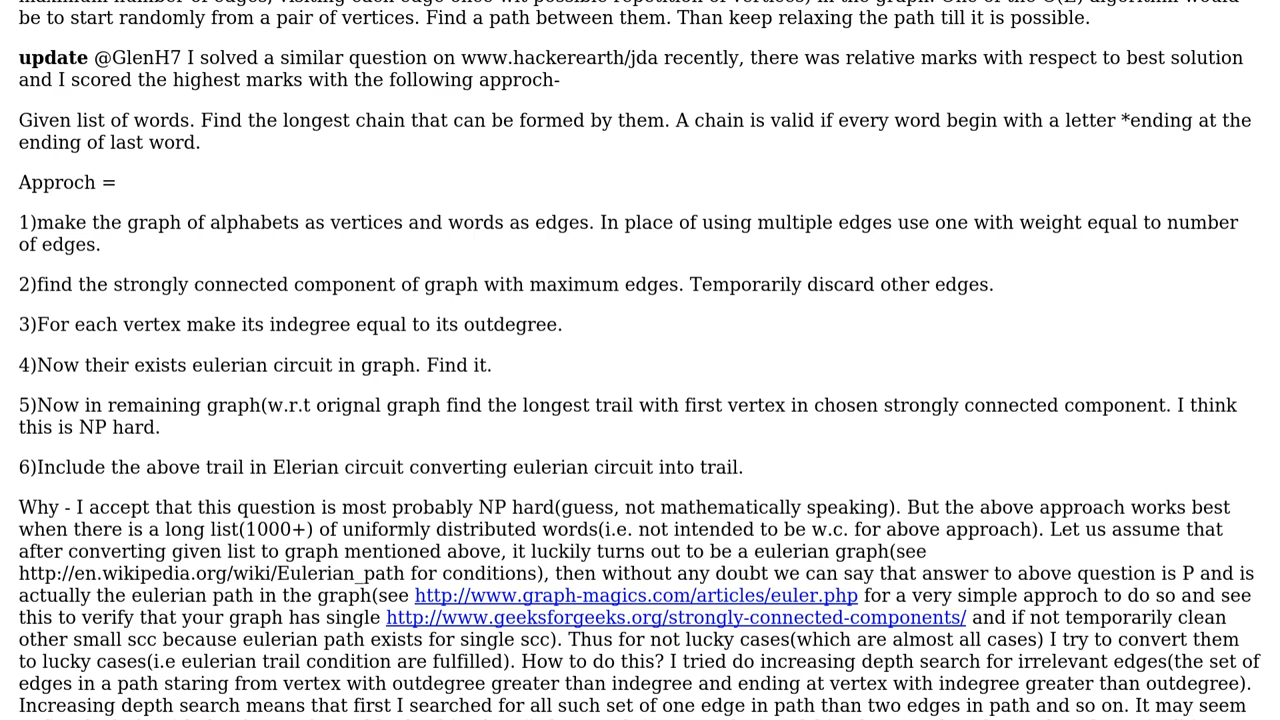 be to start randomly from a pair of vertices. Find a path between them. Than keep relaxing the path till it is possible.
update @GlenH7 I solved a similar question on www.hackerearth/jda recently, there was relative marks with respect to best solution
and I scored the highest marks with the following approch-
Given list of words. Find the longest chain that can be formed by them. A chain is valid if every word begin with a letter *ending at the
ending of last word.
Approch =
1)make the graph of alphabets as vertices and words as edges. In place of using multiple edges use one with weight equal to number
of edges.
2)find the strongly connected component of graph with maximum edges. Temporarily discard other edges.
3)For each vertex make its indegree equal to its outdegree.
4)Now their exists eulerian circuit in graph. Find it.
5)Now in remaining graph(w.r.t orignal graph find the longest trail with first vertex in chosen strongly connected component. I think
this is NP hard.
6)Include the above trail in Elerian circuit converting eulerian circuit into trail.
Why - I accept that this question is most probably NP hard(guess, not mathematically speaking). But the above approach works best
when there is a long list(1000+) of uniformly distributed words(i.e. not intended to be w.c. for above approach). Let us assume that
after converting given list to graph mentioned above, it luckily turns out to be a eulerian graph(see
http://en.wikipedia.org/wiki/Eulerian_path for conditions), then without any doubt we can say that answer to above question is P and is
actually the eulerian path in the graph(see http://www.graph-magics.com/articles/euler.php for a very simple approch to do so and see
this to verify that your graph has single http://www.geeksforgeeks.org/strongly-connected-components/ and if not temporarily clean
other small scc because eulerian path exists for single scc). Thus for not lucky cases(which are almost all cases) I try to convert them
to lucky cases(i.e eulerian trail condition are fulfilled). How to do this? I tried do increasing depth search for irrelevant edges(the set of
edges in a path staring from vertex with outdegree greater than indegree and ending at vertex with indegree greater than outdegree).
Increasing depth search means that first I searched for all such set of one edge in path than two edges in path and so on. It may seem